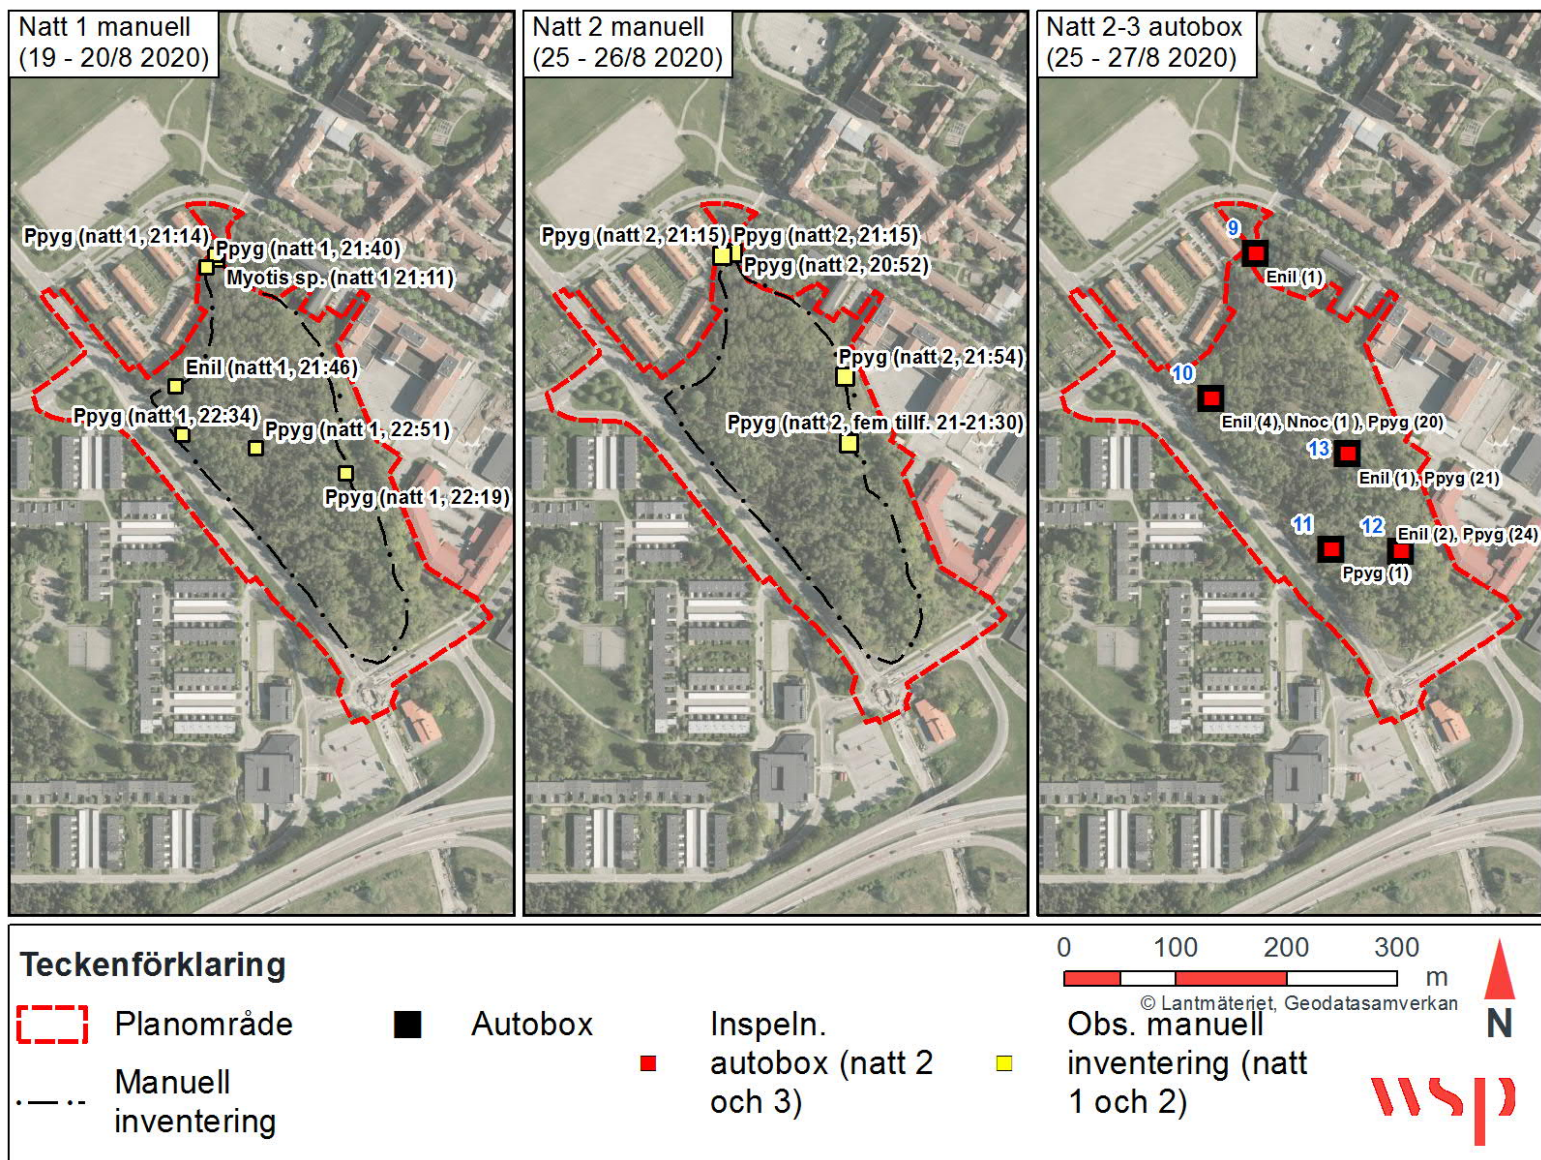 Natt 1 manuell
(19 - 20/8 2020)
Ppyg (natt 1, 21:14)
Ppyg (natt 1, 21:40)
Myotis sp. (natt 1 21:11)
Enil (natt 1, 21:46)
Ppyg (natt 1, 22:34)
Ppyg (natt 1, 22:51)
Ppyg (natt 1, 22:19)
Natt 2 manuell
(25 - 26/8 2020)
Ppyg (natt 2, 21:15)
Ppyg (natt 2, 21:15)
Ppyg (natt 2, 20:52)
Ppyg (natt 2, 21:54)
Ppyg (natt 2, fem tillf. 21-21:30)
Natt 2-3 autobox
(25 - 27/8 2020)
9
Enil (1)
10
Enil (4), Nnoc (1 ), Ppyg (20)
13
Enil (1), Ppyg (21)
11
12
Enil (2), Ppyg (24)
Ppyg (1)
Teckenförklaring
Planområde
Manuell
inventering
Autobox
Inspeln.
autobox (natt 2
och 3)
Obs. manuell
inventering (natt
1 och 2)
0 100 200 300
m
© Lantmäteriet, Geodatasamverkan
N
wsp